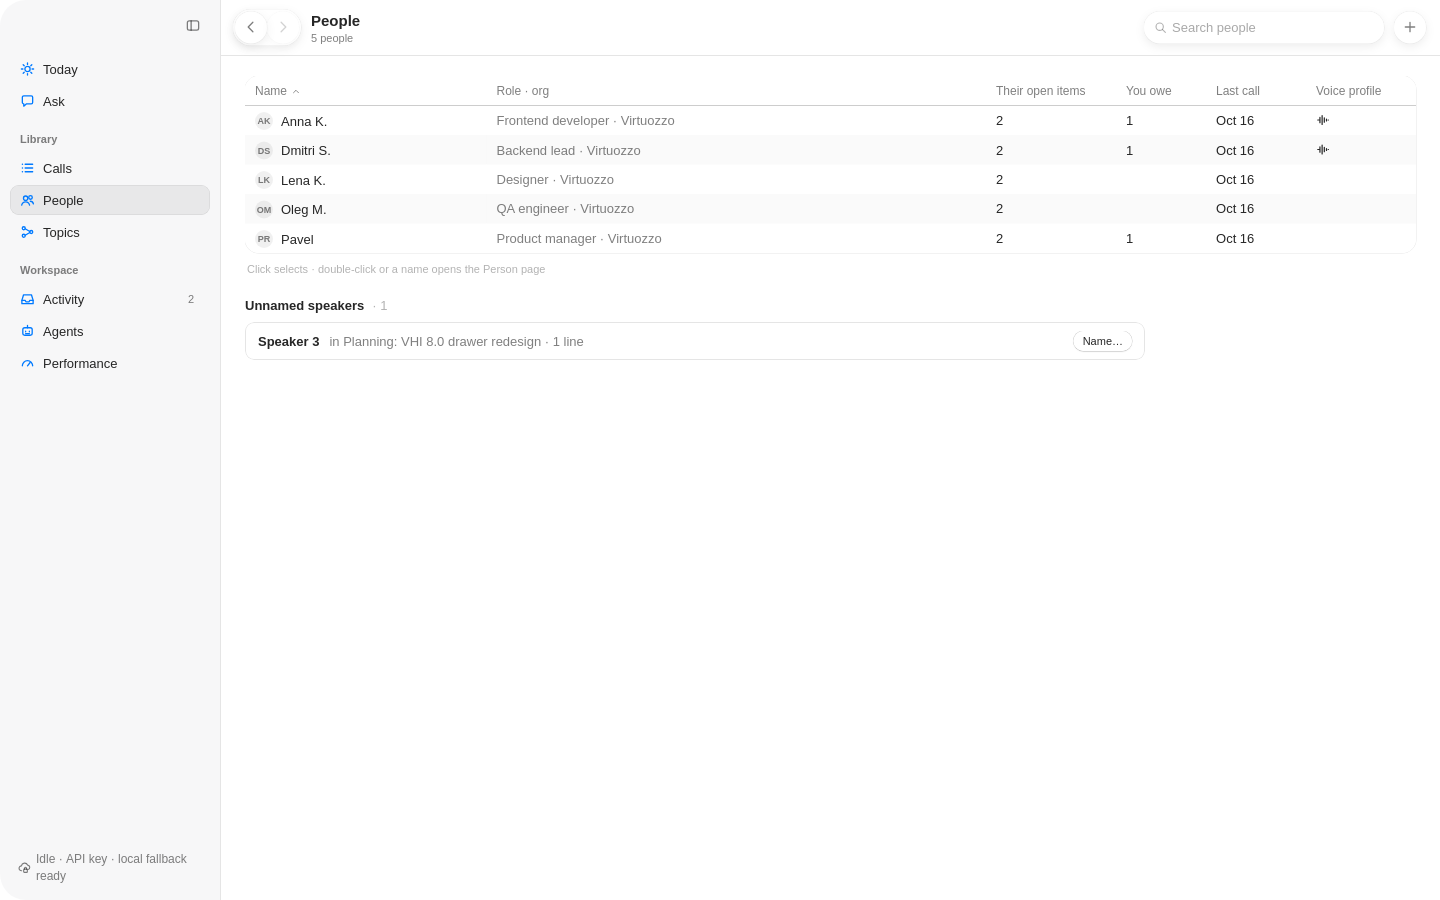 People
5 people
Search people
Today
Ask
Library
Calls
People
Topics
Workspace
Activity 2
Agents
Performance
Idle · API key · local fallback
ready
Name Role · org Their open items You owe Last call Voice profile
AK Anna K. Frontend developer · Virtuozzo 2 1 Oct 16
DS Dmitri S. Backend lead · Virtuozzo 2 1 Oct 16
LK Lena K. Designer · Virtuozzo 2 Oct 16
OM Oleg M. QA engineer · Virtuozzo 2 Oct 16
PR Pavel Product manager · Virtuozzo 2 1 Oct 16
Click selects · double-click or a name opens the Person page
Unnamed speakers · 1
Speaker 3 in Planning: VHI 8.0 drawer redesign · 1 line Name…